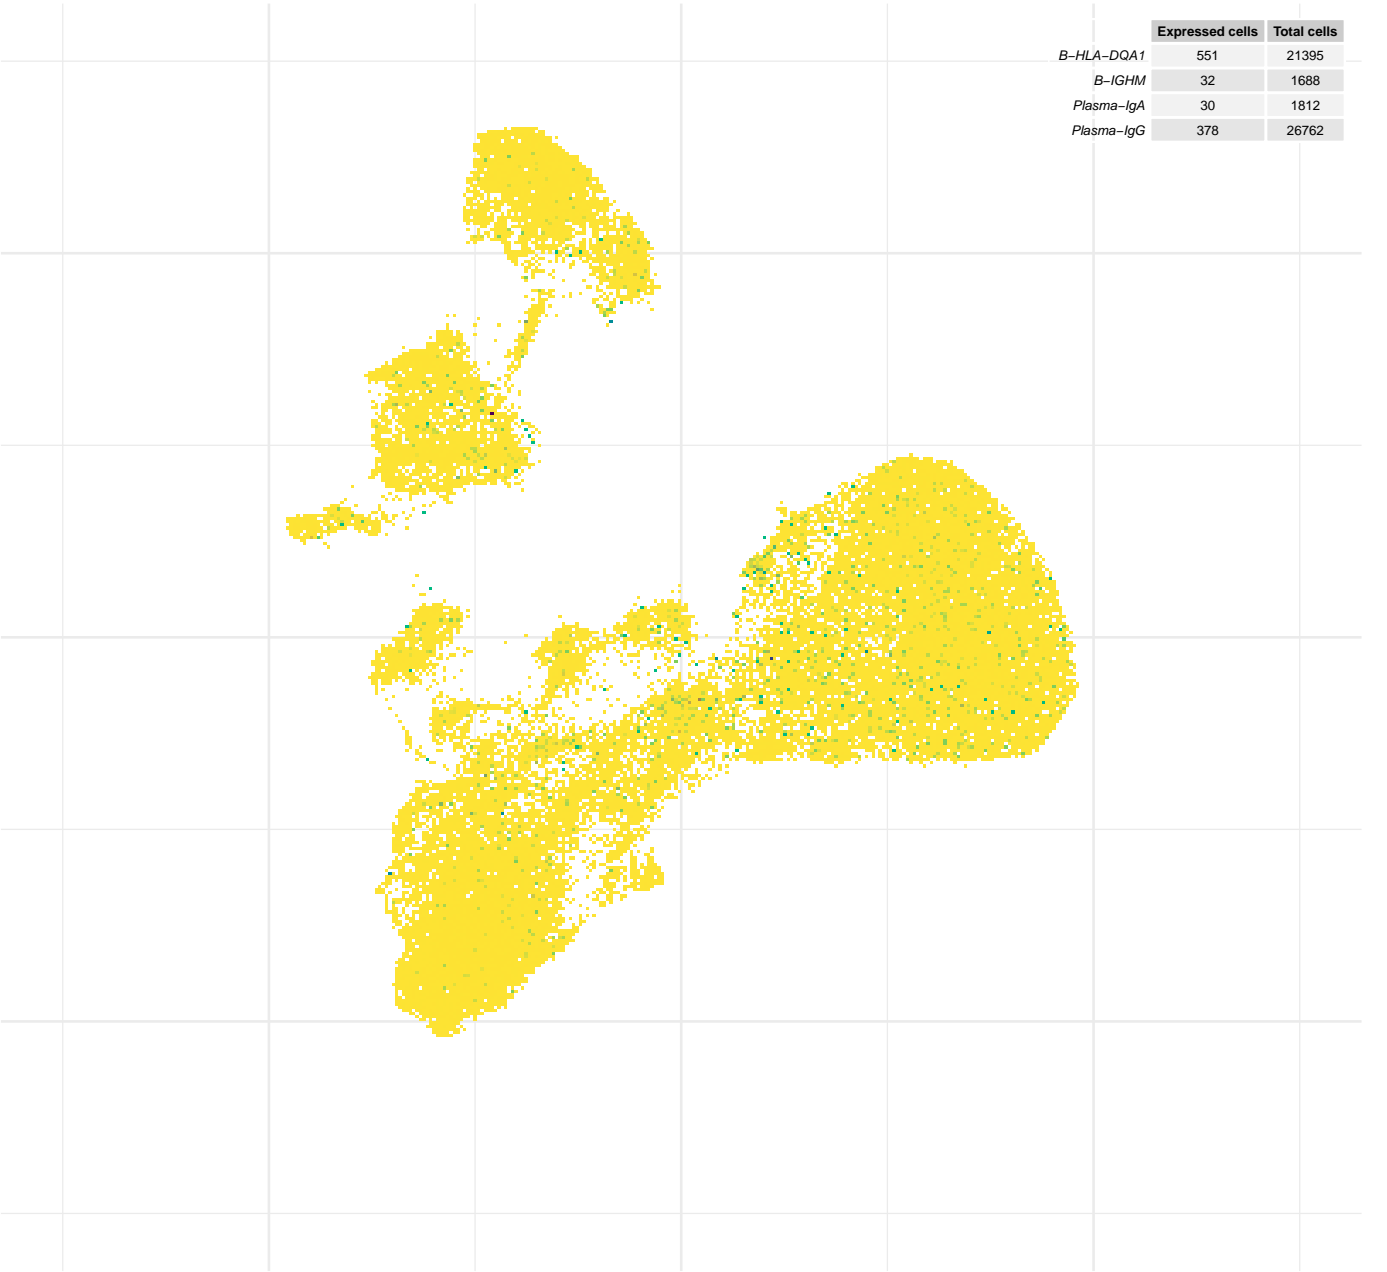 Expressed cells Total cells
B−HLA−DQA1 551 21395
B−IGHM 32 1688
Plasma−IgA 30 1812
Plasma−IgG 378 26762